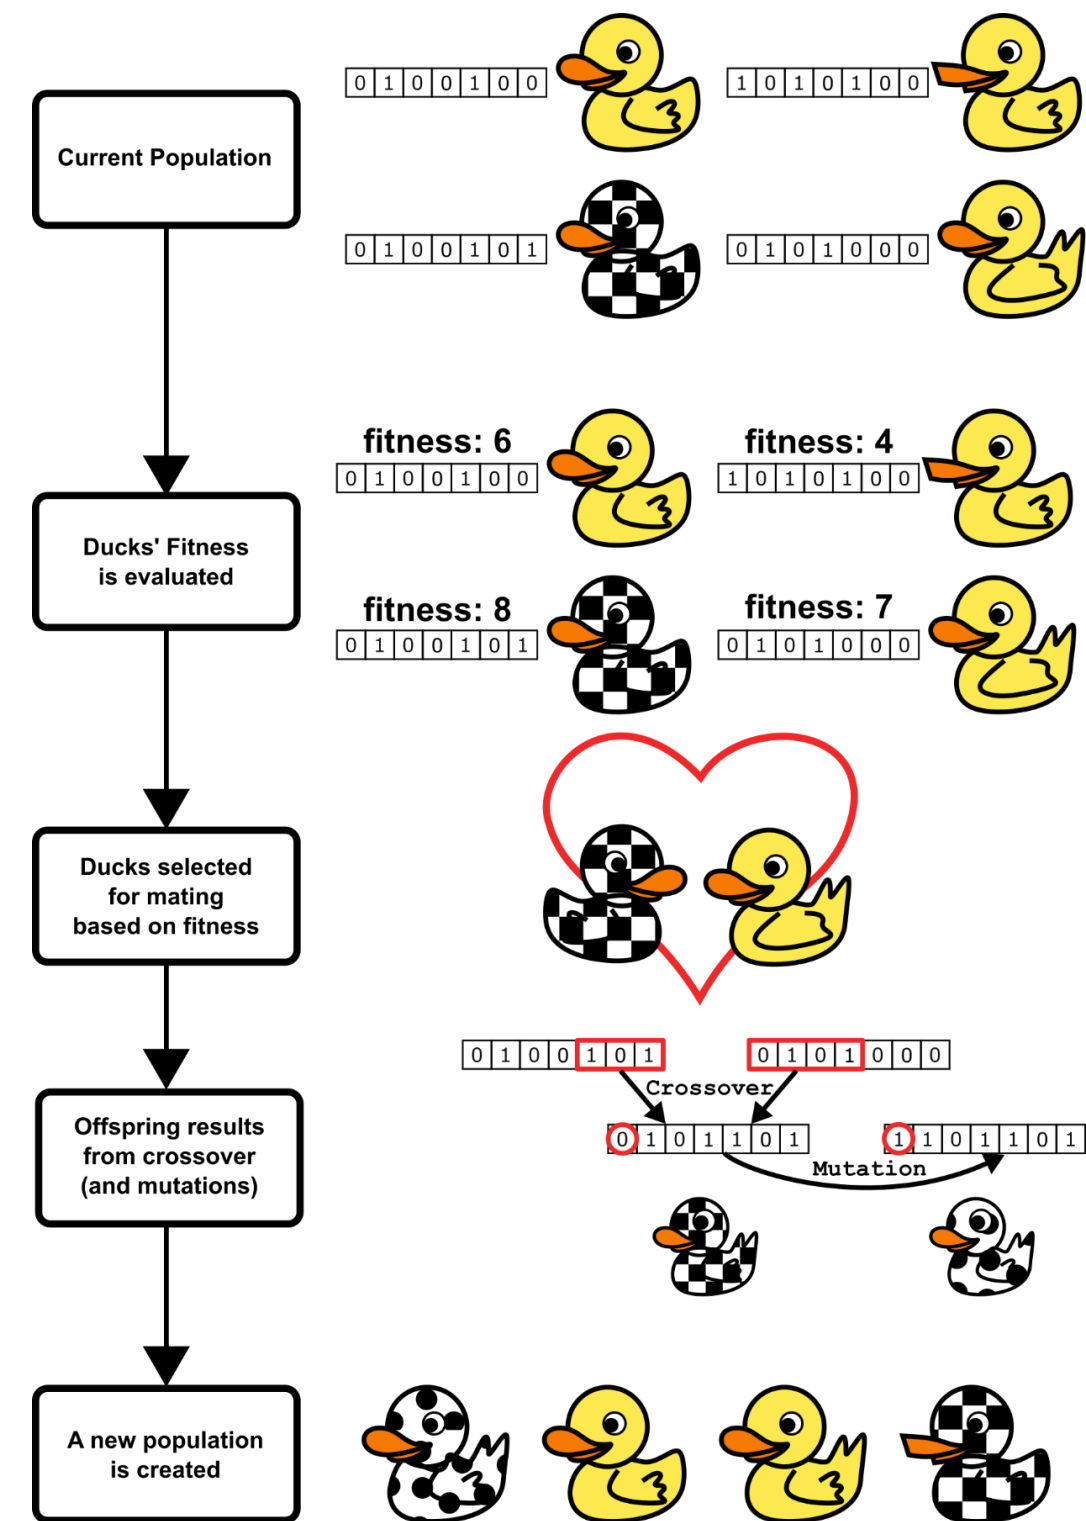 0 1 0 0 1 0 0
1 0 1 0 1 0 0
Current Population
0 1 0 0 1 0 1
0 1 0 1 0 0 0
fitness: 6
0 1 0 0 1 0 0
fitness: 4
1 0 1 0 1 0 0
Ducks' Fitness
is evaluated
fitness: 8
0 1 0 0 1 0 1
fitness: 7
0 1 0 1 0 0 0
Ducks selected
for mating
based on fitness
0 1 0 0 1 0 1
0 1 0 1 0 0 0
Crossover
Offspring results
from crossover
(and mutations)
0 1 0 1 1 0 1
1 1 0 1 1 0 1
Mutation
A new population
is created